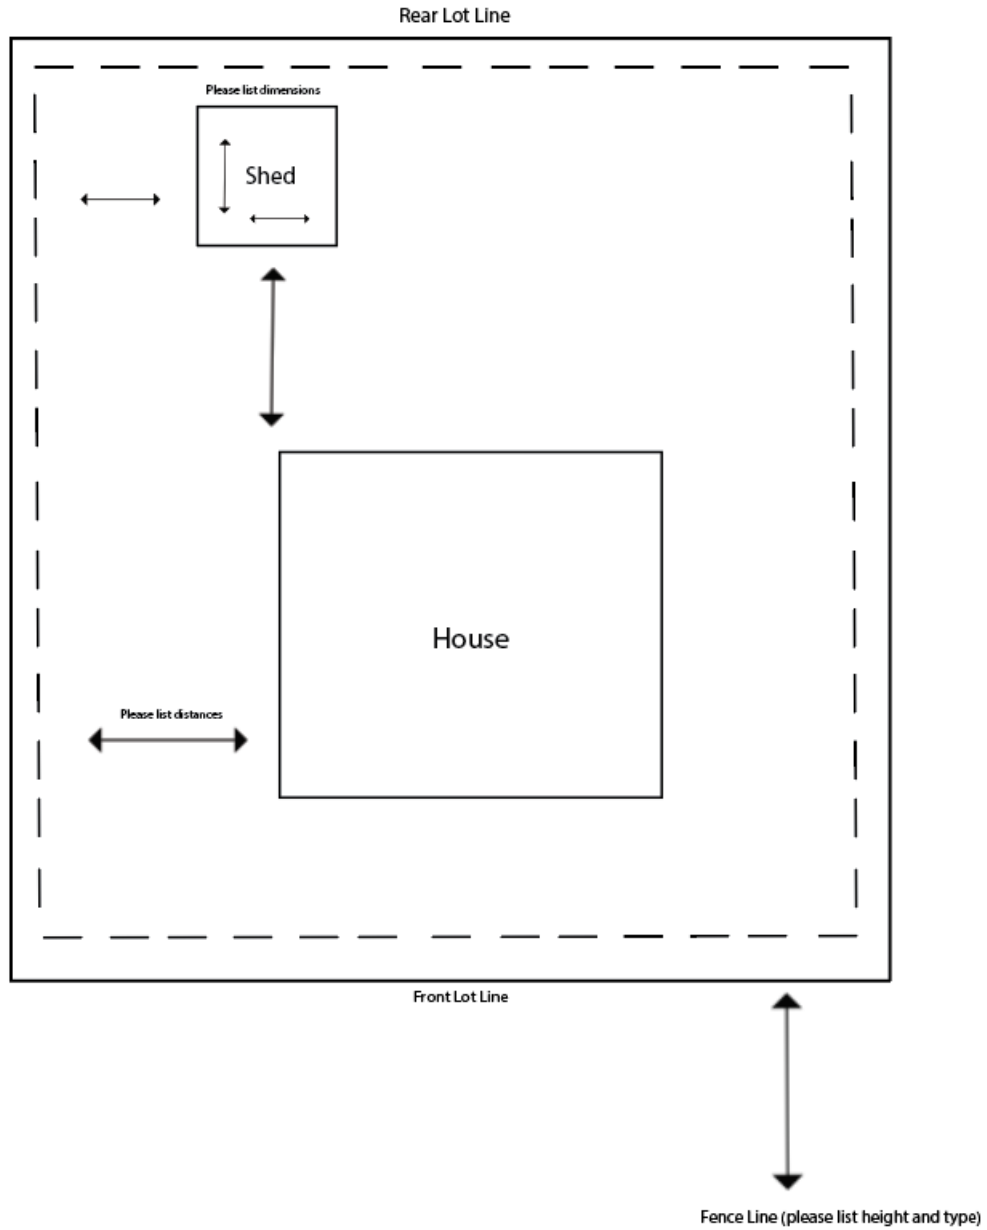 Rear Lot Line
Please list dimensions
Shed
House
Please list distances
Front Lot Line
Fence Line (please list height and type)